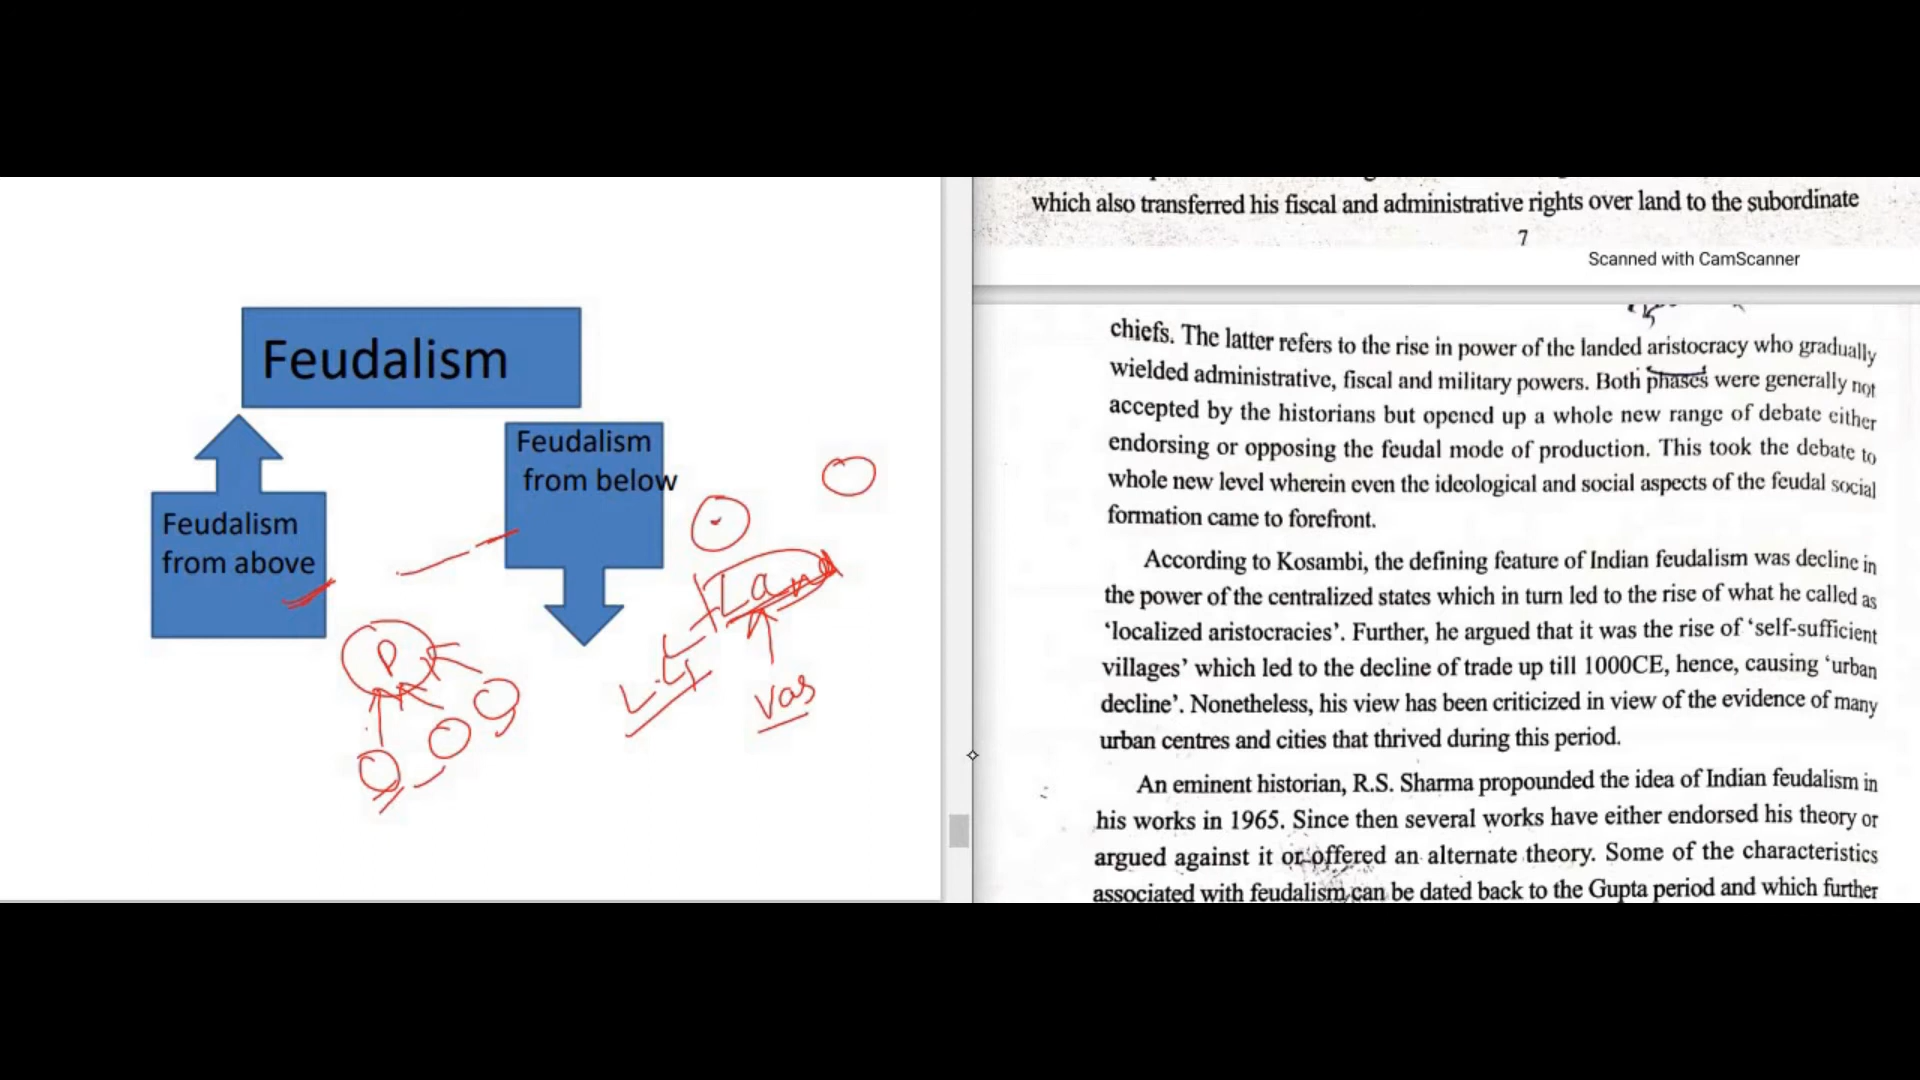 Feudalism
Feudalism
from below
Feudalism
from above
P
Land
vas
which also transferred his fiscal and administrative rights over land to the subordinate
7
Scanned with CamScanner
chiefs. The latter refers to the rise in power of the landed aristocracy who gradually
wielded administrative, fiscal and military powers. Both phases were generally not
accepted by the historians but opened up a whole new range of debate either
endorsing or opposing the feudal mode of production. This took the debate to
whole new level wherein even the ideological and social aspects of the feudal social
formation came to forefront.
According to Kosambi, the defining feature of Indian feudalism was decline in
the power of the centralized states which in turn led to the rise of what he called as
‘localized aristocracies’. Further, he argued that it was the rise of ‘self-sufficient
villages’ which led to the decline of trade up till 1000CE, hence, causing ‘urban
decline’. Nonetheless, his view has been criticized in view of the evidence of many
urban centres and cities that thrived during this period.
An eminent historian, R.S. Sharma propounded the idea of Indian feudalism in
his works in 1965. Since then several works have either endorsed his theory or
argued against it or offered an alternate theory. Some of the characteristics
associated with feudalism can be dated back to the Gupta period and which further